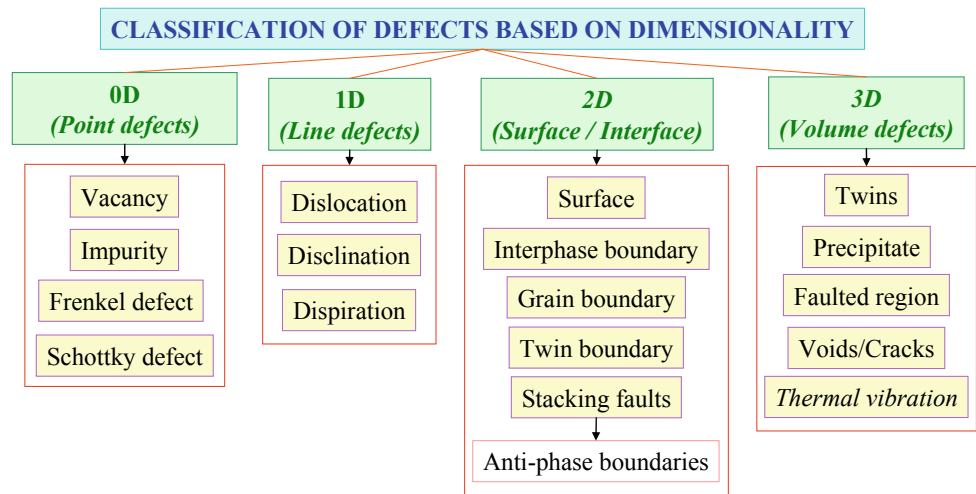 CLASSIFICATION OF DEFECTS BASED ON DIMENSIONALITY
0D
(Point defects)
Vacancy
Impurity
Frenkel defect
Schottky defect
1D
(Line defects)
Dislocation
Disclination
Dispiration
2D
(Surface / Interface)
Surface
Interphase boundary
Grain boundary
Twin boundary
Stacking faults
Anti-phase boundaries
3D
(Volume defects)
Twins
Precipitate
Faulted region
Voids/Cracks
Thermal vibration